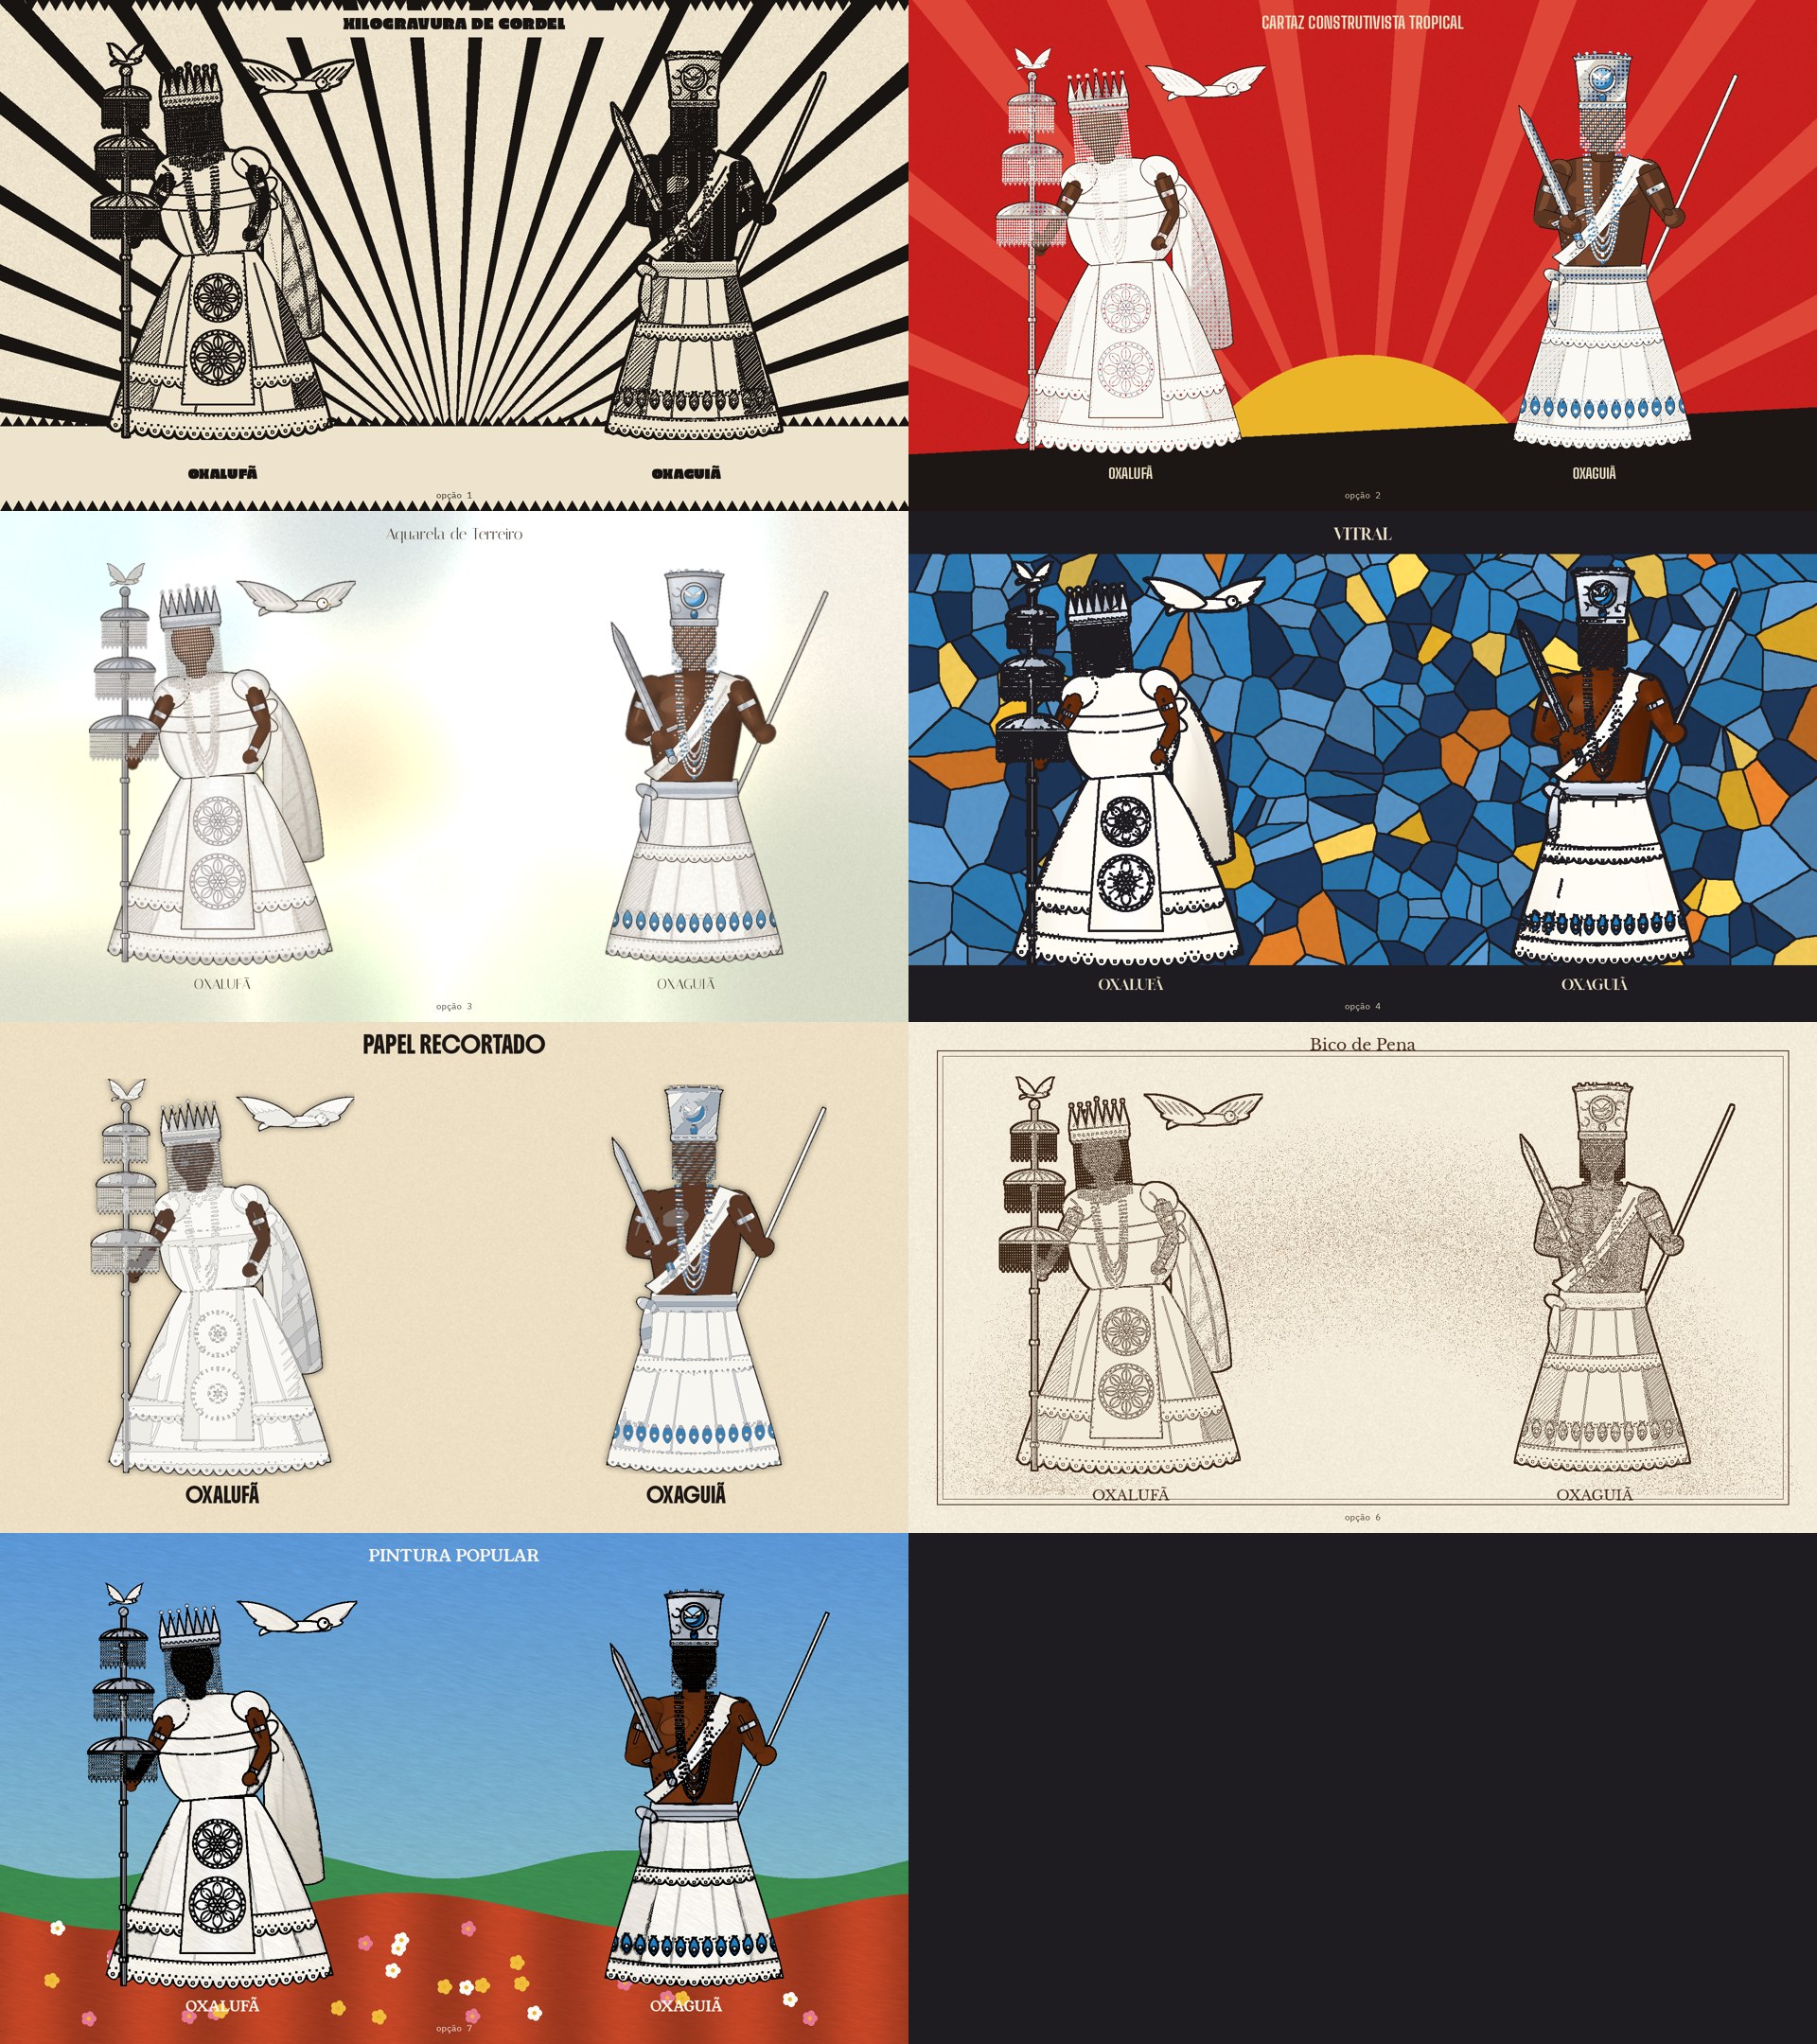 XILOGRAVURA DE CORDEL
OXALUFÃ
OXAGUIÃ
opção 1
CARTAZ CONSTRUTIVISTA TROPICAL
OXALUFÃ
OXAGUIÃ
opção 2
Aquarela de Terreiro
OXALUFÃ
OXAGUIÃ
opção 3
VITRAL
OXALUFÃ
OXAGUIÃ
opção 4
PAPEL RECORTADO
OXALUFÃ
OXAGUIÃ
Bico de Pena
OXALUFÃ
OXAGUIÃ
opção 6
PINTURA POPULAR
OXALUFÃ
OXAGUIÃ
opção 7